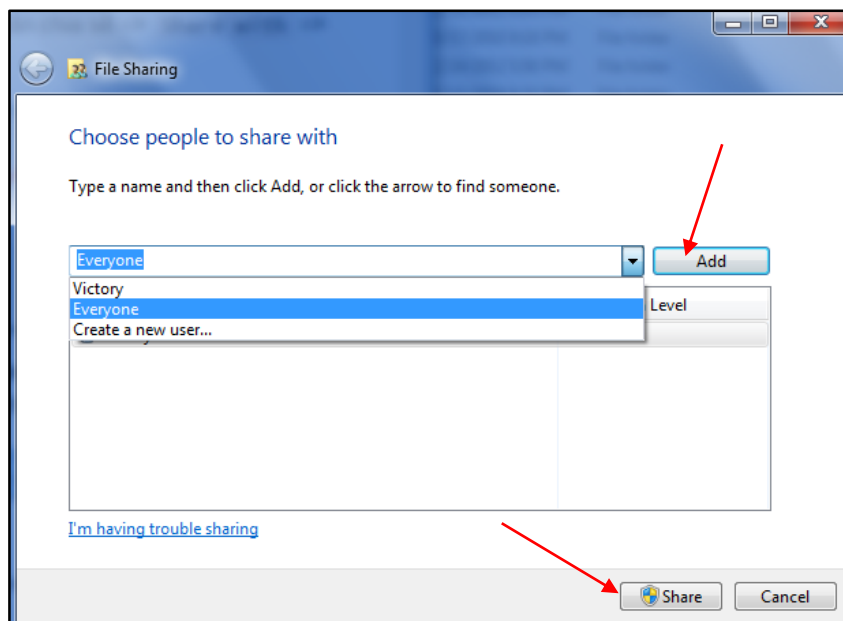 File Sharing
Choose people to share with
Type a name and then click Add, or click the arrow to find someone.
Everyone
Add
Victory
Everyone
Create a new user...
Level
I'm having trouble sharing
Share
Cancel